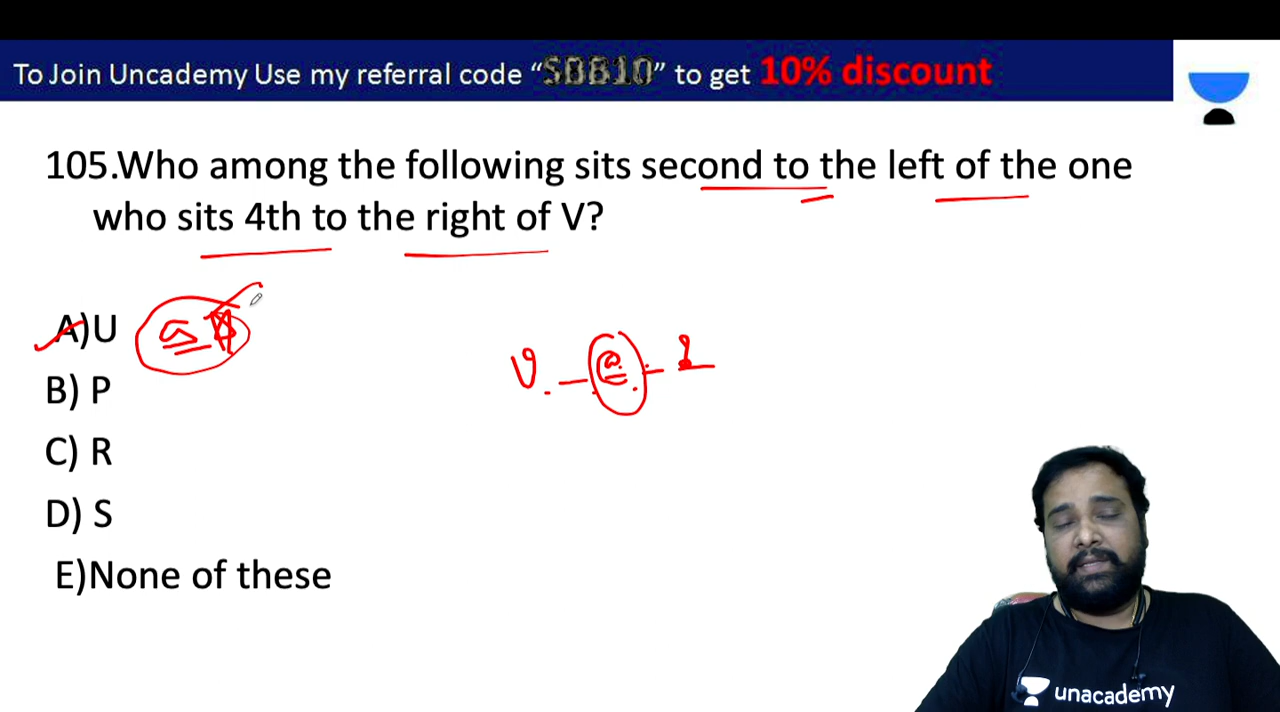 To Join Uncademy Use my referral code “SBB10” to get 10% discount
105.Who among the following sits second to the left of the one
who sits 4th to the right of V?
A)U
B) P
C) R
D) S
E)None of these
unacademy